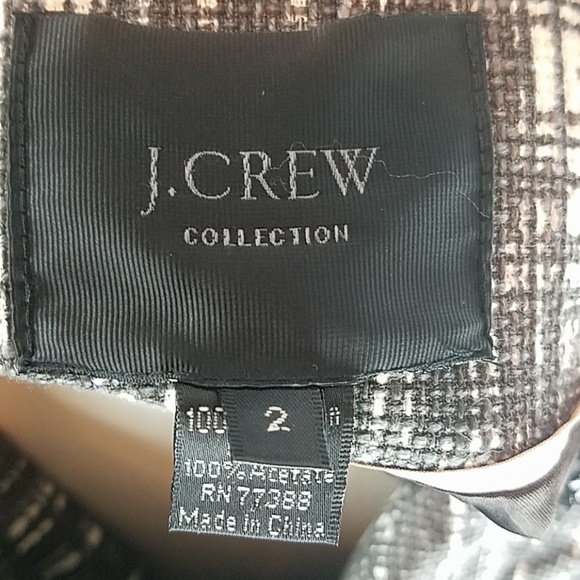 J.CREW
COLLECTION
100
2
100% Acetate
RN 77388
Made in China